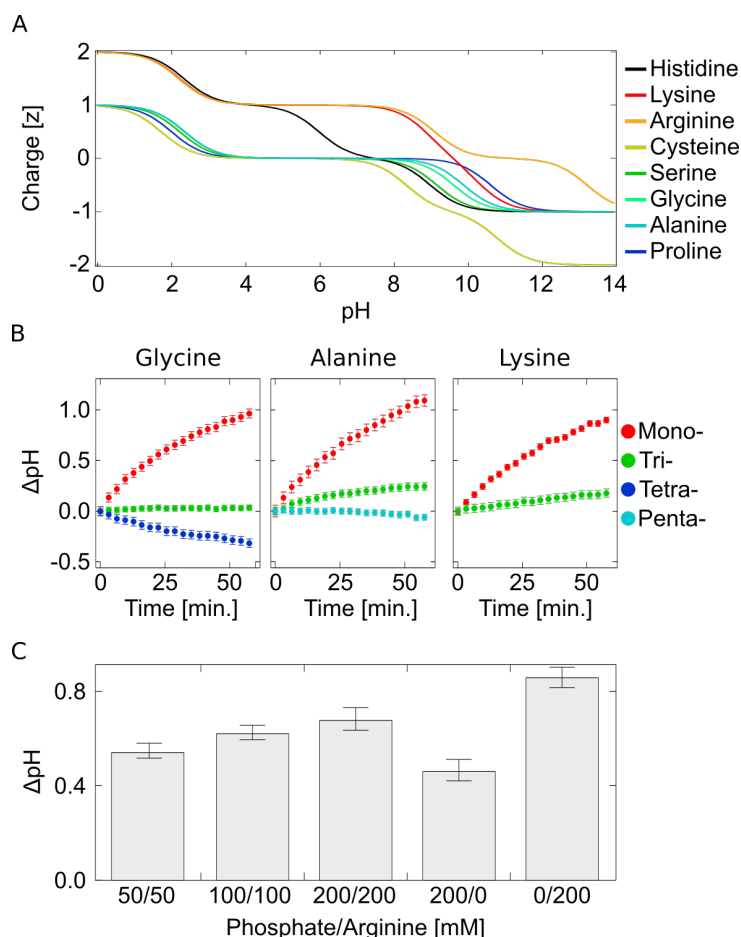 A
2
1
0
-1
-2
Charge [z]
0 2 4 6 8 10 12 14
pH
Histidine
Lysine
Arginine
Cysteine
Serine
Glycine
Alanine
Proline
B
Glycine Alanine Lysine
1.0
0.5
0.0
-0.5
ΔpH
0 25 50 0 25 50 0 25 50
Time [min.] Time [min.] Time [min.]
Mono-
Tri-
Tetra-
Penta-
C
0.8
0.4
0.0
ΔpH
50/50 100/100 200/200 200/0 0/200
Phosphate/Arginine [mM]